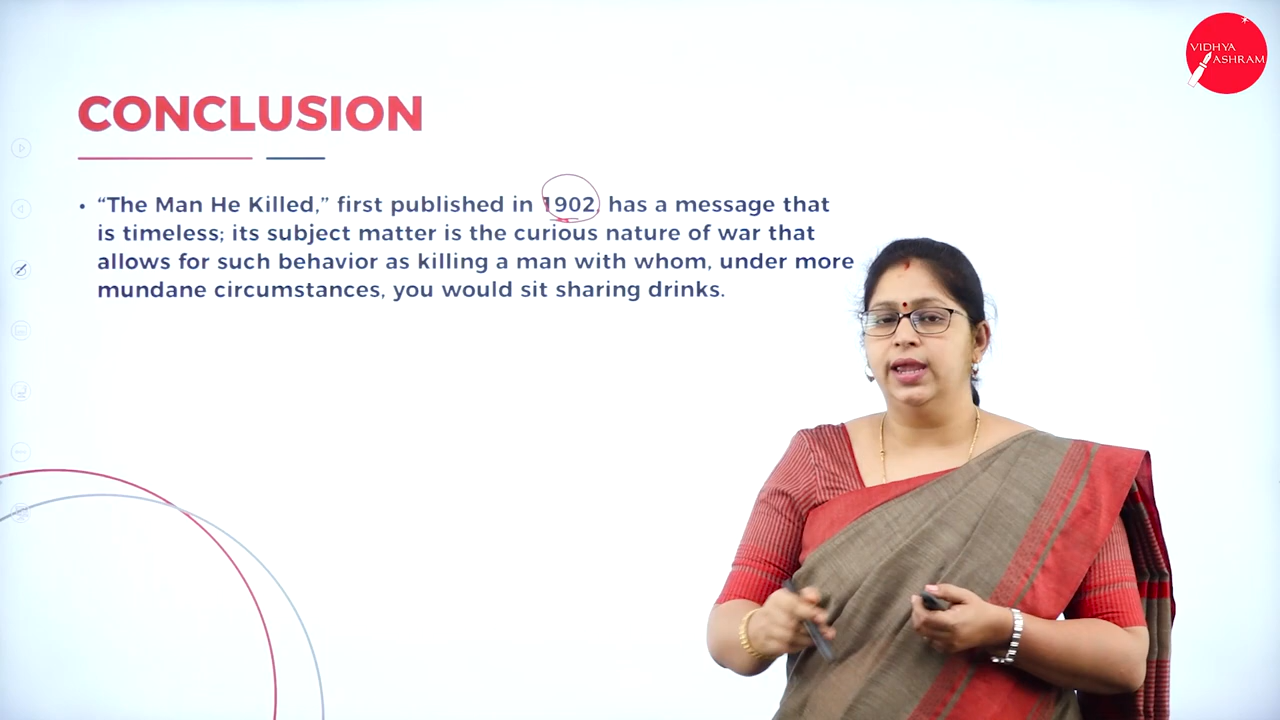 VIDHYA
ASHRAM
CONCLUSION
• “The Man He Killed,” first published in 1902, has a message that
is timeless; its subject matter is the curious nature of war that
allows for such behavior as killing a man with whom, under more
mundane circumstances, you would sit sharing drinks.